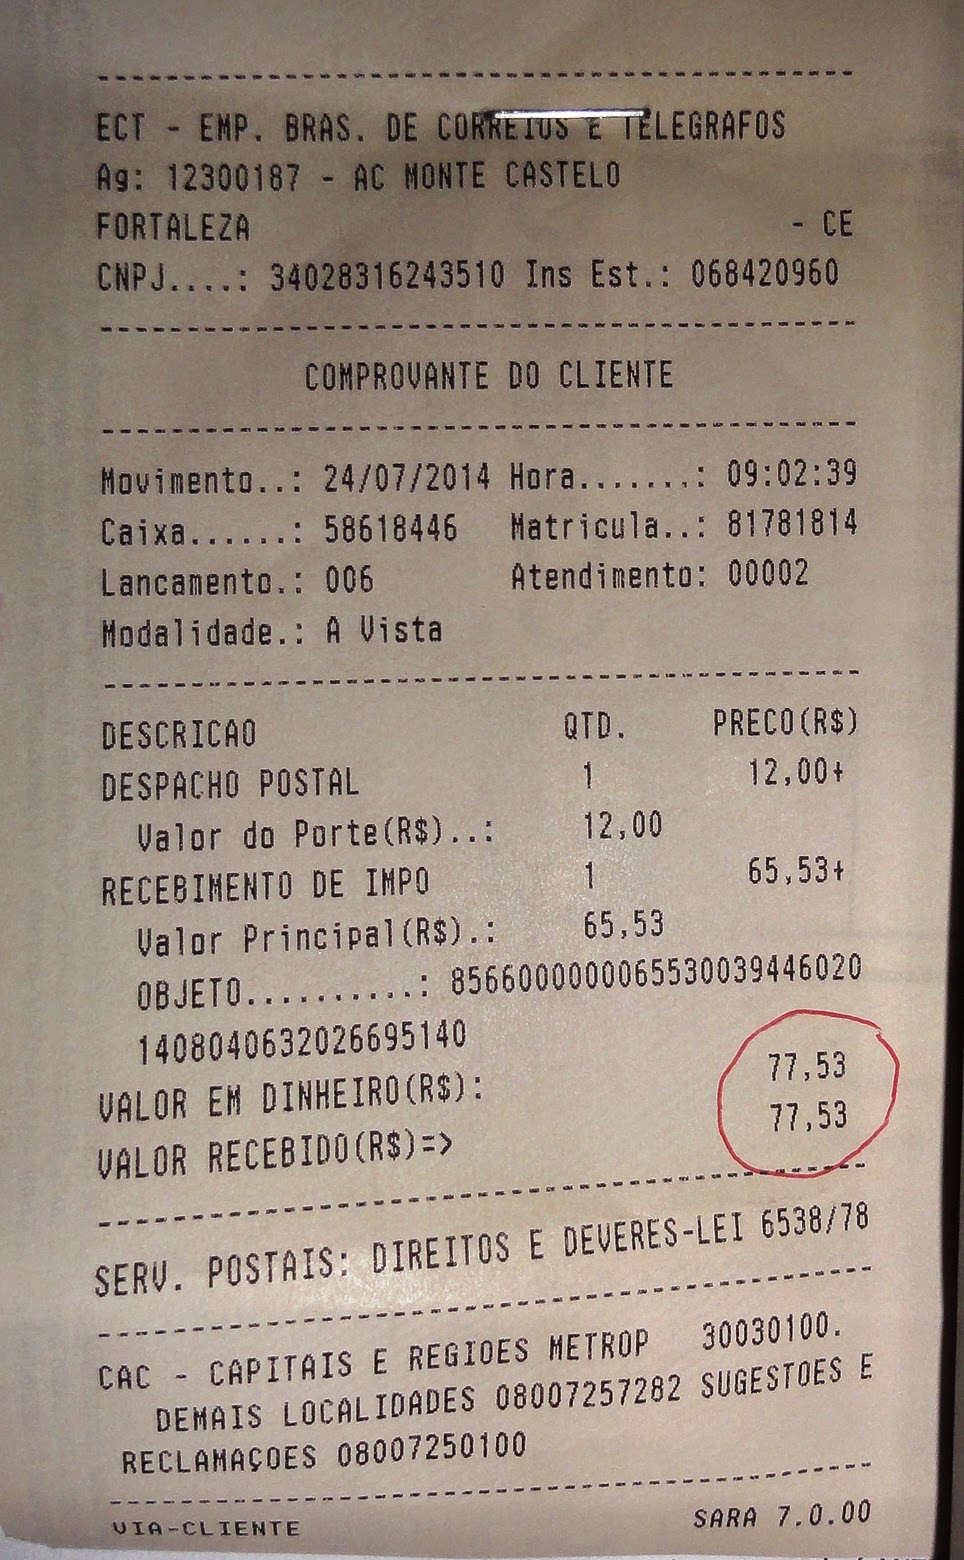 ECT - EMP. BRAS. DE CORREIOS E TELEGRAFOS
Ag: 12300187 - AC MONTE CASTELO
FORTALEZA - CE
CNPJ....: 34028316243510 Ins Est.: 068420960
COMPROVANTE DO CLIENTE
Movimento..: 24/07/2014 Hora.......: 09:02:39
Caixa......: 58618446 Matricula..: 81781814
Lancamento.: 006 Atendimento: 00002
Modalidade.: A Vista
DESCRICAO QTD. PRECO(R$)
DESPACHO POSTAL 1 12,00+
Valor do Porte(R$)..: 12,00
RECEBIMENTO DE IMPO 1 65,53+
Valor Principal(R$).: 65,53
OBJETO..........: 8566000000065530039446020
1408040632026695140
VALOR EM DINHEIRO(R$): 77,53
VALOR RECEBIDO(R$)=> 77,53
SERV. POSTAIS: DIREITOS E DEVERES-LEI 6538/78
CAC - CAPITAIS E REGIOES METROP 30030100.
DEMAIS LOCALIDADES 08007257282 SUGESTOES E
RECLAMAÇOES 08007250100
VIA-CLIENTE SARA 7.0.00